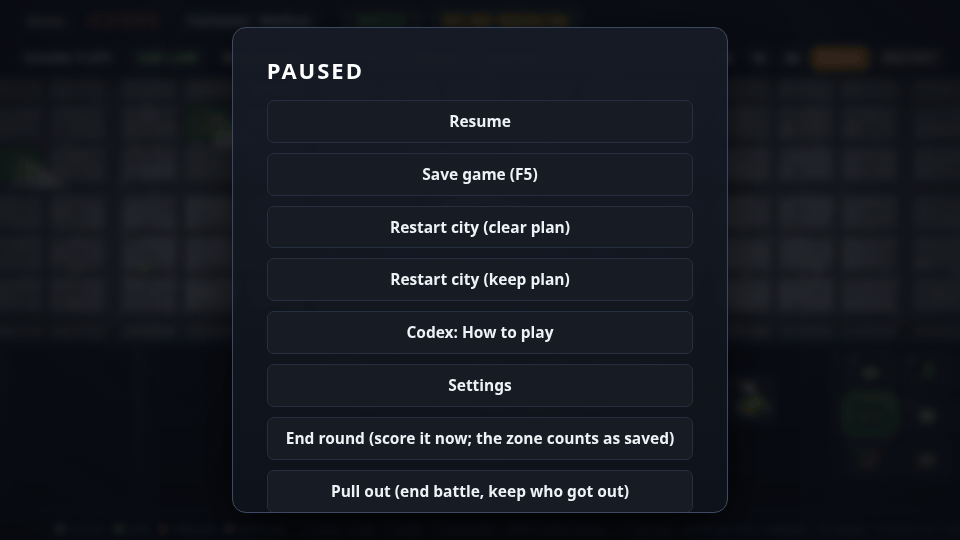 PAUSED
Resume
Save game (F5)
Restart city (clear plan)
Restart city (keep plan)
Codex: How to play
Settings
End round (score it now; the zone counts as saved)
Pull out (end battle, keep who got out)